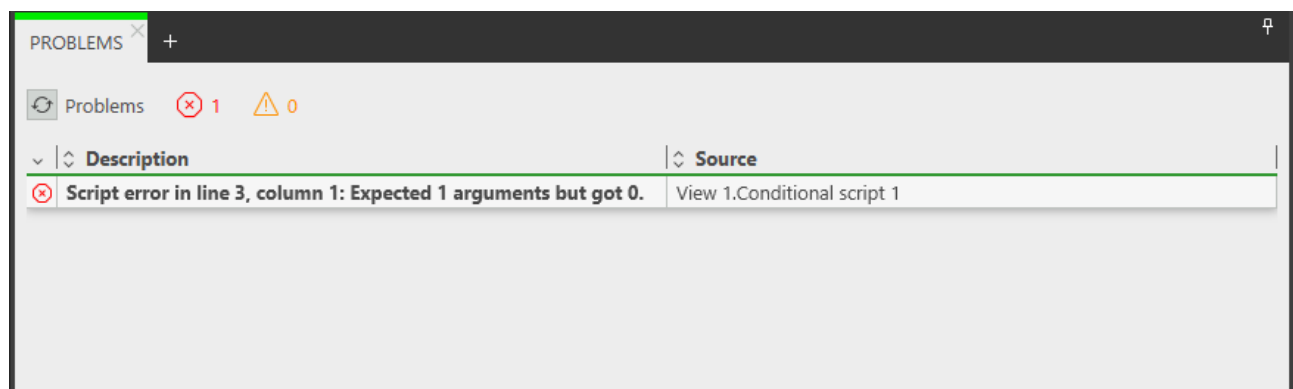 PROBLEMS
+
Problems 1 0
Description Source
Script error in line 3, column 1: Expected 1 arguments but got 0. View 1.Conditional script 1